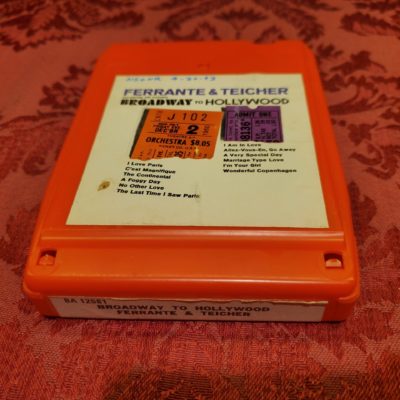 FERRANTE & TEICHER
BROADWAY TO HOLLYWOOD
J 102
2
ORCHESTRA $8.05
ADMIT ONE
I Love Paris
C'est Magnifique
The Continental
A Foggy Day
No Other Love
The Last Time I Saw Paris
I Am In Love
Allez-Vous-En, Go Away
A Very Special Day
Marriage Type Love
I'm Your Girl
Wonderful Copenhagen
BA 12581
BROADWAY TO HOLLYWOOD
FERRANTE & TEICHER